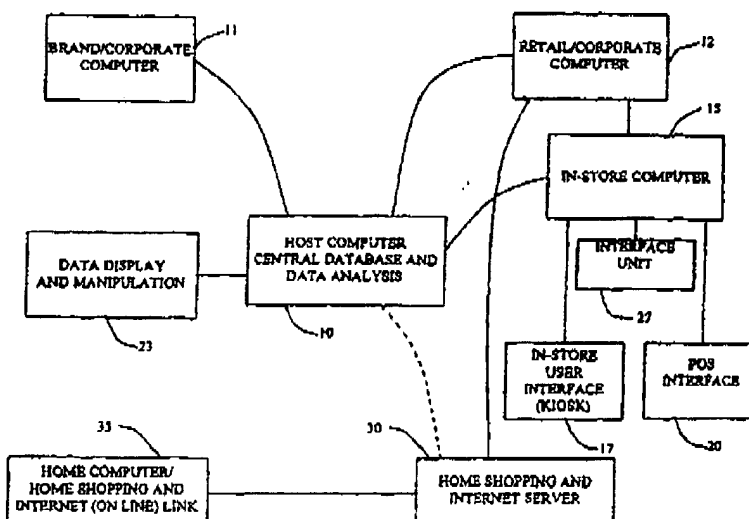 BRAND/CORPORATE
COMPUTER
11
RETAIL/CORPORATE
COMPUTER
12
15
IN-STORE COMPUTER
HOST COMPUTER
CENTRAL DATABASE AND
DATA ANALYSIS
10
DATA DISPLAY
AND MANIPULATION
23
INTERFACE
UNIT
27
IN-STORE
USER
INTERFACE
(KIOSK)
17
POS
INTERFACE
20
35
HOME COMPUTER/
HOME SHOPPING AND
INTERNET (ON LINE) LINK
30
HOME SHOPPING AND
INTERNET SERVER